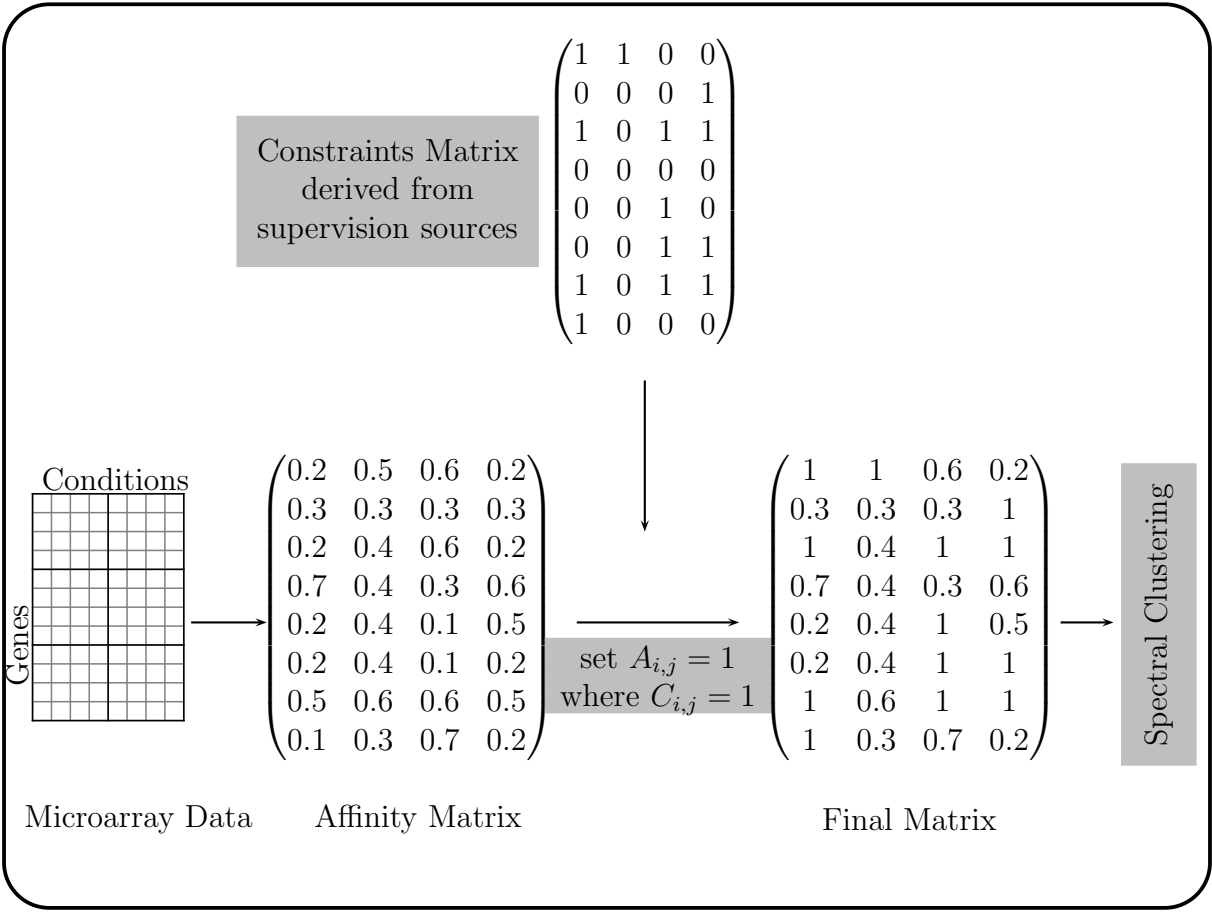 1 1 0 0
0 0 0 1
1 0 1 1
0 0 0 0
0 0 1 0
0 0 1 1
1 0 1 1
1 0 0 0
Constraints Matrix
derived from
supervision sources
Conditions
Genes
0.2 0.5 0.6 0.2
0.3 0.3 0.3 0.3
0.2 0.4 0.6 0.2
0.7 0.4 0.3 0.6
0.2 0.4 0.1 0.5
0.2 0.4 0.1 0.2
0.5 0.6 0.6 0.5
0.1 0.3 0.7 0.2
set A_{i,j} = 1
where C_{i,j} = 1
1 1 0.6 0.2
0.3 0.3 0.3 1
1 0.4 1 1
0.7 0.4 0.3 0.6
0.2 0.4 1 0.5
0.2 0.4 1 1
1 0.6 1 1
1 0.3 0.7 0.2
Spectral Clustering
Microarray Data
Affinity Matrix
Final Matrix